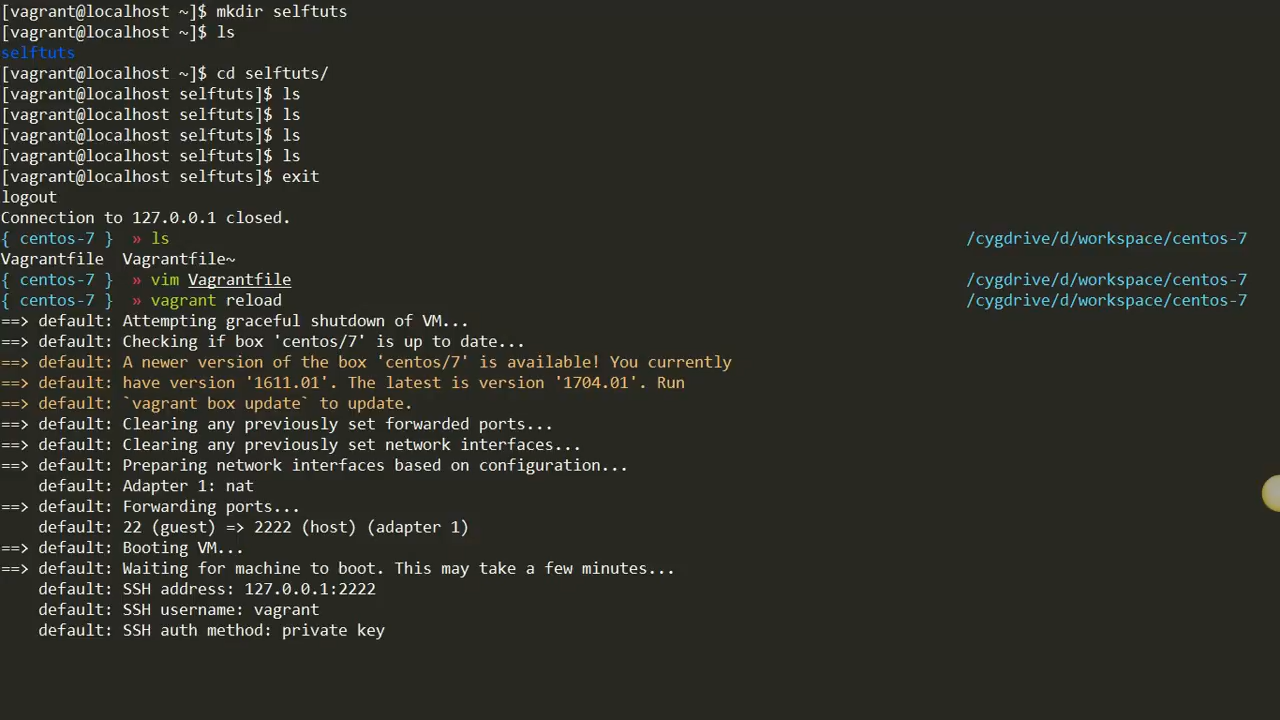 [vagrant@localhost ~]$ mkdir selftuts
[vagrant@localhost ~]$ ls
selftuts
[vagrant@localhost ~]$ cd selftuts/
[vagrant@localhost selftuts]$ ls
[vagrant@localhost selftuts]$ ls
[vagrant@localhost selftuts]$ ls
[vagrant@localhost selftuts]$ ls
[vagrant@localhost selftuts]$ exit
logout
Connection to 127.0.0.1 closed.
{ centos-7 } » ls /cygdrive/d/workspace/centos-7
Vagrantfile Vagrantfile~
{ centos-7 } » vim Vagrantfile /cygdrive/d/workspace/centos-7
{ centos-7 } » vagrant reload /cygdrive/d/workspace/centos-7
==> default: Attempting graceful shutdown of VM...
==> default: Checking if box 'centos/7' is up to date...
==> default: A newer version of the box 'centos/7' is available! You currently
==> default: have version '1611.01'. The latest is version '1704.01'. Run
==> default: `vagrant box update` to update.
==> default: Clearing any previously set forwarded ports...
==> default: Clearing any previously set network interfaces...
==> default: Preparing network interfaces based on configuration...
default: Adapter 1: nat
==> default: Forwarding ports...
default: 22 (guest) => 2222 (host) (adapter 1)
==> default: Booting VM...
==> default: Waiting for machine to boot. This may take a few minutes...
default: SSH address: 127.0.0.1:2222
default: SSH username: vagrant
default: SSH auth method: private key